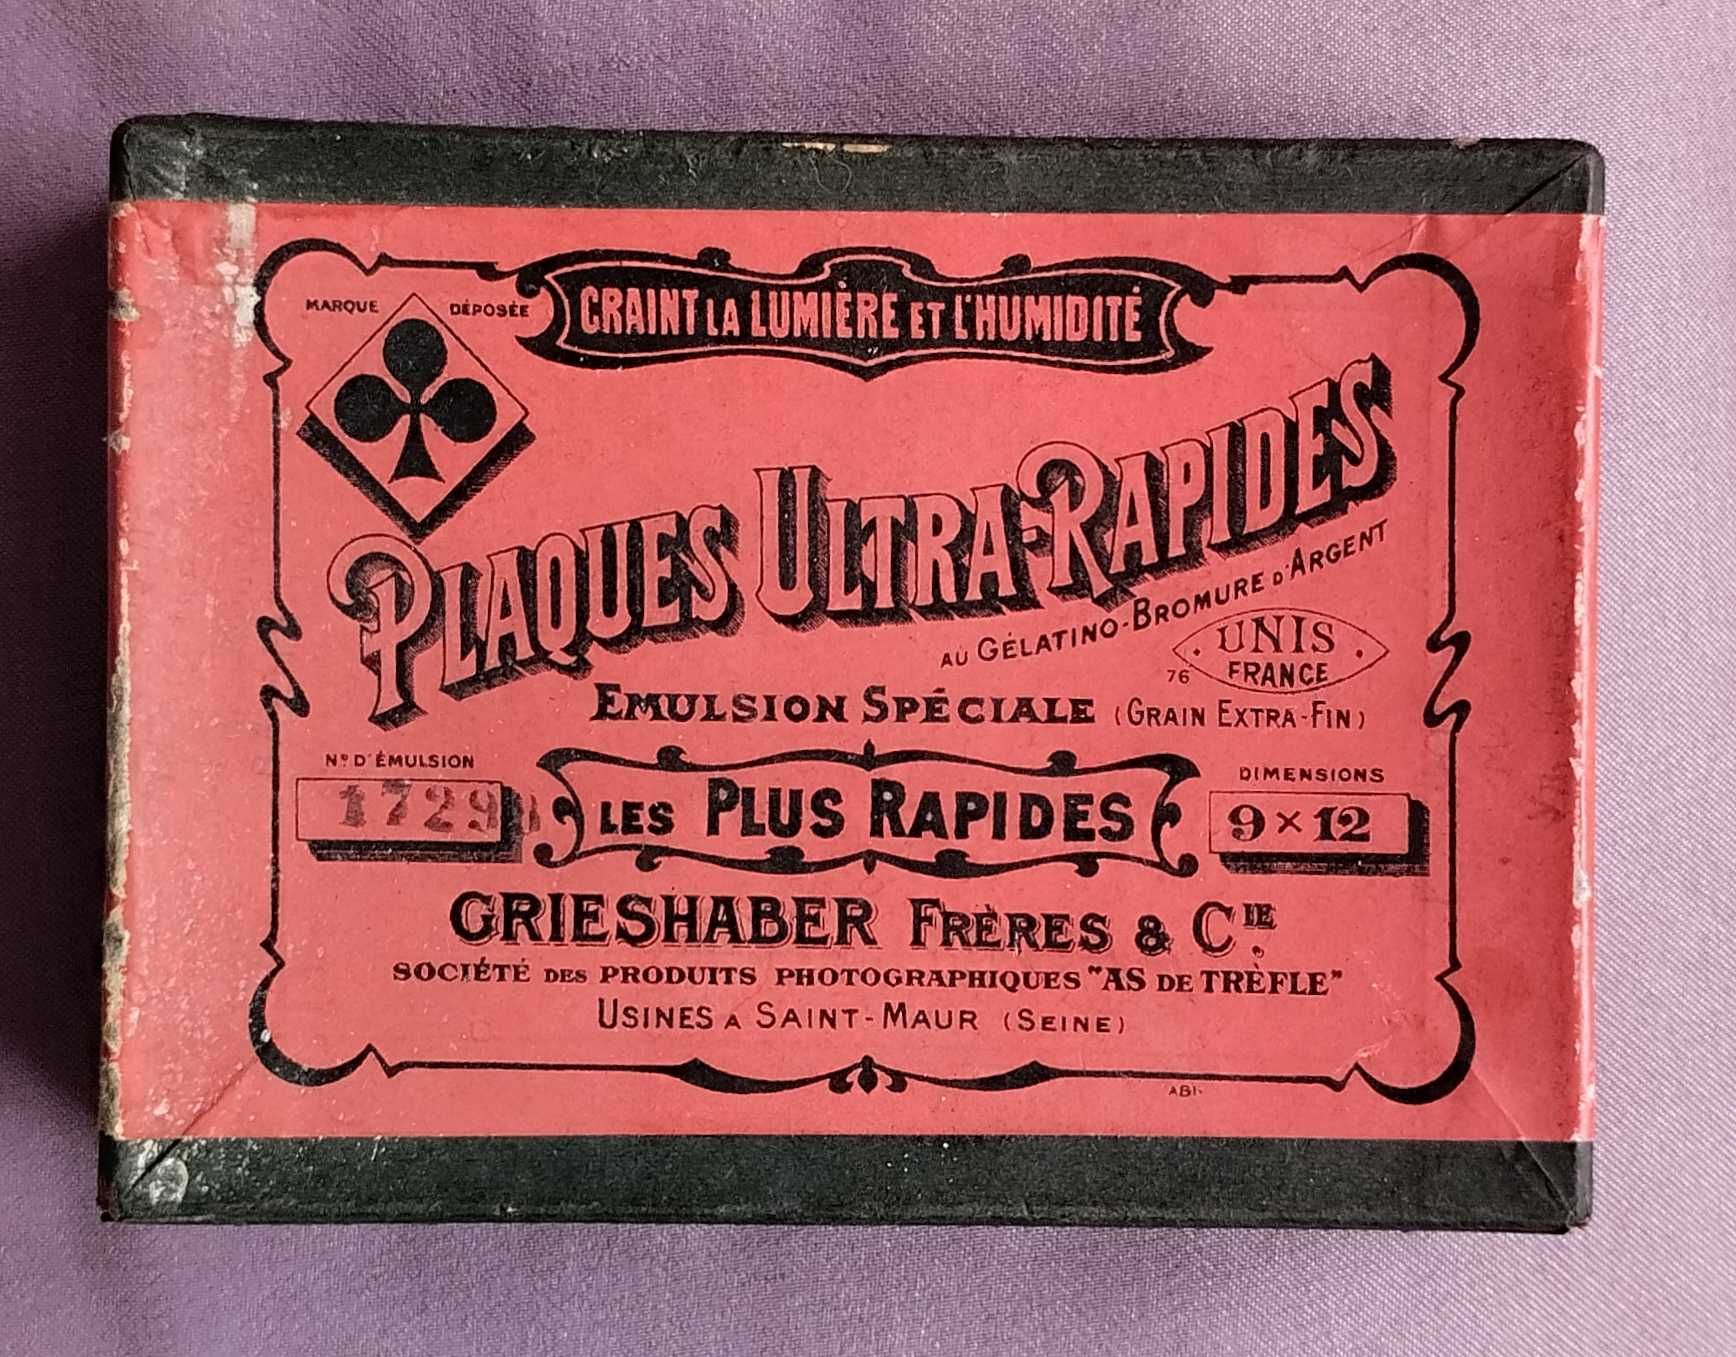 CRAINT LA LUMIÈRE ET L'HUMIDITÉ
MARQUE DÉPOSÉE
PLAQUES ULTRA-RAPIDES
AU GÉLATINO-BROMURE D'ARGENT
UNIS
76 FRANCE
EMULSION SPÉCIALE (GRAIN EXTRA-FIN)
Nº D'ÉMULSION
1729
LES PLUS RAPIDES
DIMENSIONS
9×12
GRIESHABER FRÈRES & CIE.
SOCIÉTÉ DES PRODUITS PHOTOGRAPHIQUES "AS DE TRÈFLE"
USINES A SAINT-MAUR (SEINE)